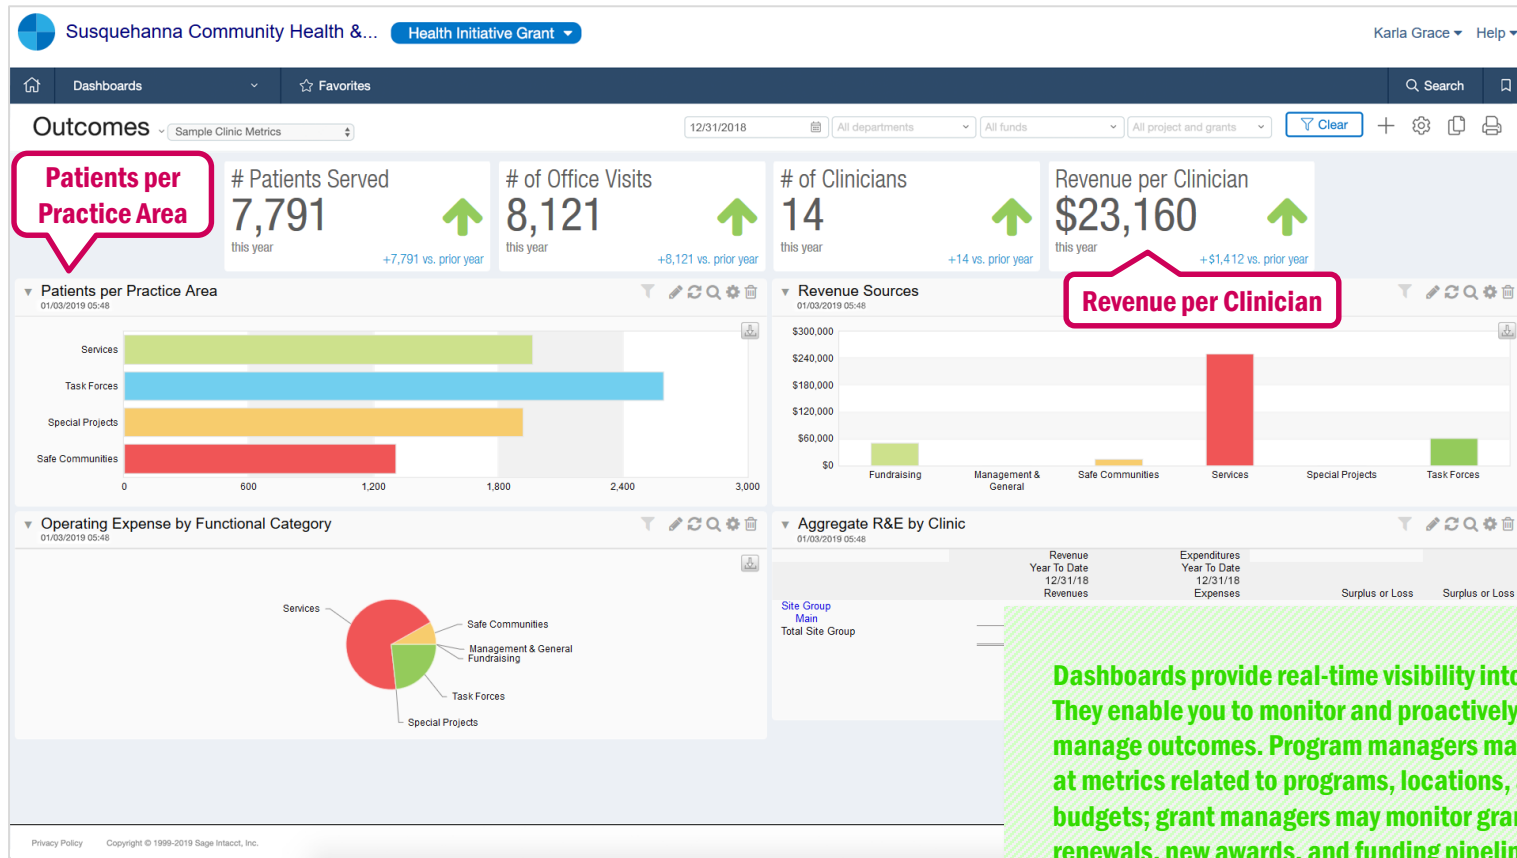 Susquehanna Community Health &...
Health Initiative Grant
Karla Grace
Help
Dashboards
Favorites
Search
Outcomes
Sample Clinic Metrics
12/31/2018
All departments
All funds
All project and grants
Clear
Patients per
Practice Area
# Patients Served
7,791
this year
+7,791 vs. prior year
# of Office Visits
8,121
this year
+8,121 vs. prior year
# of Clinicians
14
this year
+14 vs. prior year
Revenue per Clinician
$23,160
this year
+$1,412 vs. prior year
Revenue per Clinician
Patients per Practice Area
01/03/2019 05:48
Services
Task Forces
Special Projects
Safe Communities
0
600
1,200
1,800
2,400
3,000
Revenue Sources
01/03/2019 05:48
$300,000
$240,000
$180,000
$120,000
$60,000
$0
Fundraising
Management &
General
Safe Communities
Services
Special Projects
Task Forces
Operating Expense by Functional Category
01/03/2019 05:48
Services
Safe Communities
Management & General
Fundraising
Task Forces
Special Projects
Aggregate R&E by Clinic
01/03/2019 05:48
Revenue
Year To Date
12/31/18
Revenues
Expenditures
Year To Date
12/31/18
Expenses
Surplus or Loss
Surplus or Loss
Site Group
Main
Total Site Group
Dashboards provide real-time visibility into
They enable you to monitor and proactively
manage outcomes. Program managers ma
at metrics related to programs, locations,
budgets; grant managers may monitor gra
renewals, new awards, and funding pipelin
Privacy Policy
Copyright © 1999-2019 Sage Intacct, Inc.